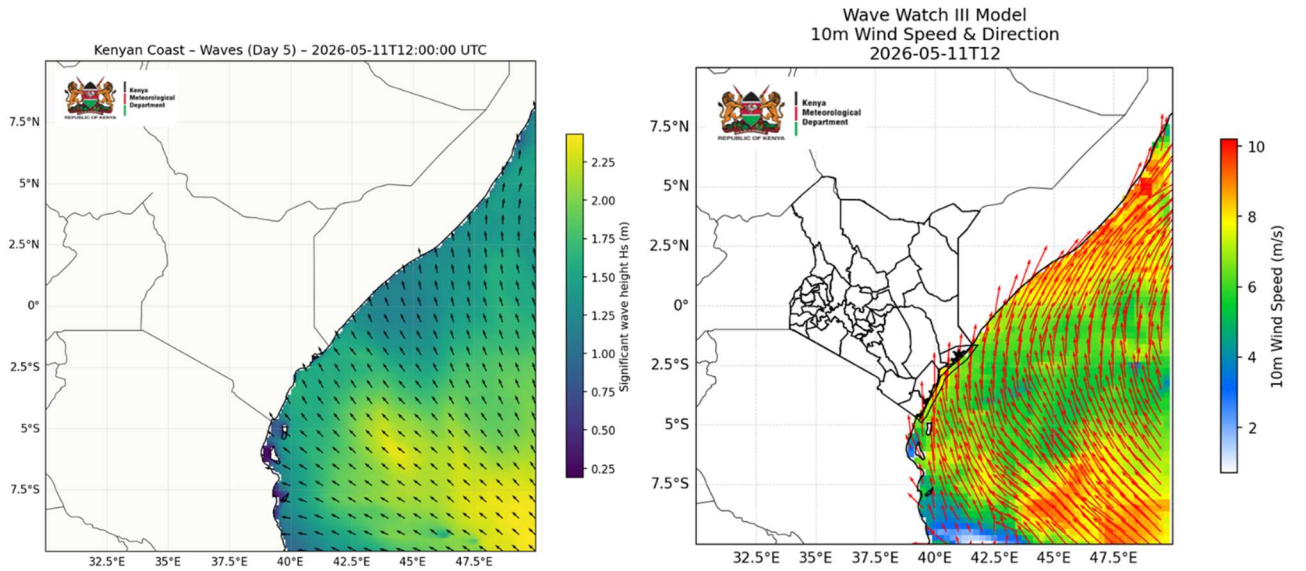 Kenyan Coast – Waves (Day 5) – 2026-05-11T12:00:00 UTC
Kenya
Meteorological
Department
REPUBLIC OF KENYA
7.5°N
5°N
2.5°N
0°
2.5°S
5°S
7.5°S
32.5°E 35°E 37.5°E 40°E 42.5°E 45°E 47.5°E
2.25
2.00
1.75
1.50
1.25
1.00
0.75
0.50
0.25
Significant wave height Hs (m)
Wave Watch III Model
10m Wind Speed & Direction
2026-05-11T12
Kenya
Meteorological
Department
REPUBLIC OF KENYA
7.5°N
5°N
2.5°N
0°
2.5°S
5°S
7.5°S
32.5°E 35°E 37.5°E 40°E 42.5°E 45°E 47.5°E
10
8
6
4
2
10m Wind Speed (m/s)